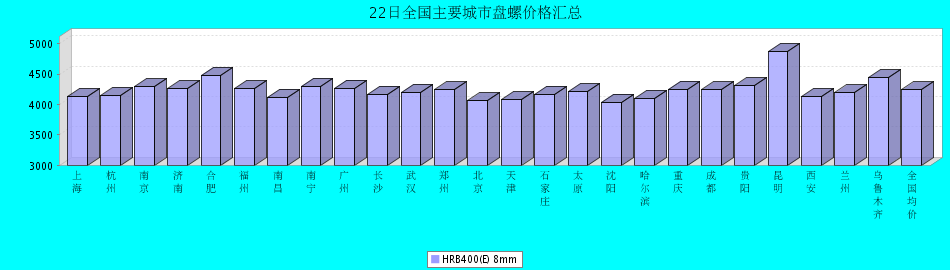 22日全国主要城市盘螺价格汇总
5000
4500
4000
3500
3000
上海
杭州
南京
济南
合肥
福州
南昌
南宁
广州
长沙
武汉
郑州
北京
天津
石家庄
太原
沈阳
哈尔滨
重庆
成都
贵阳
昆明
西安
兰州
乌鲁木齐
全国均价
HRB400(E) 8mm